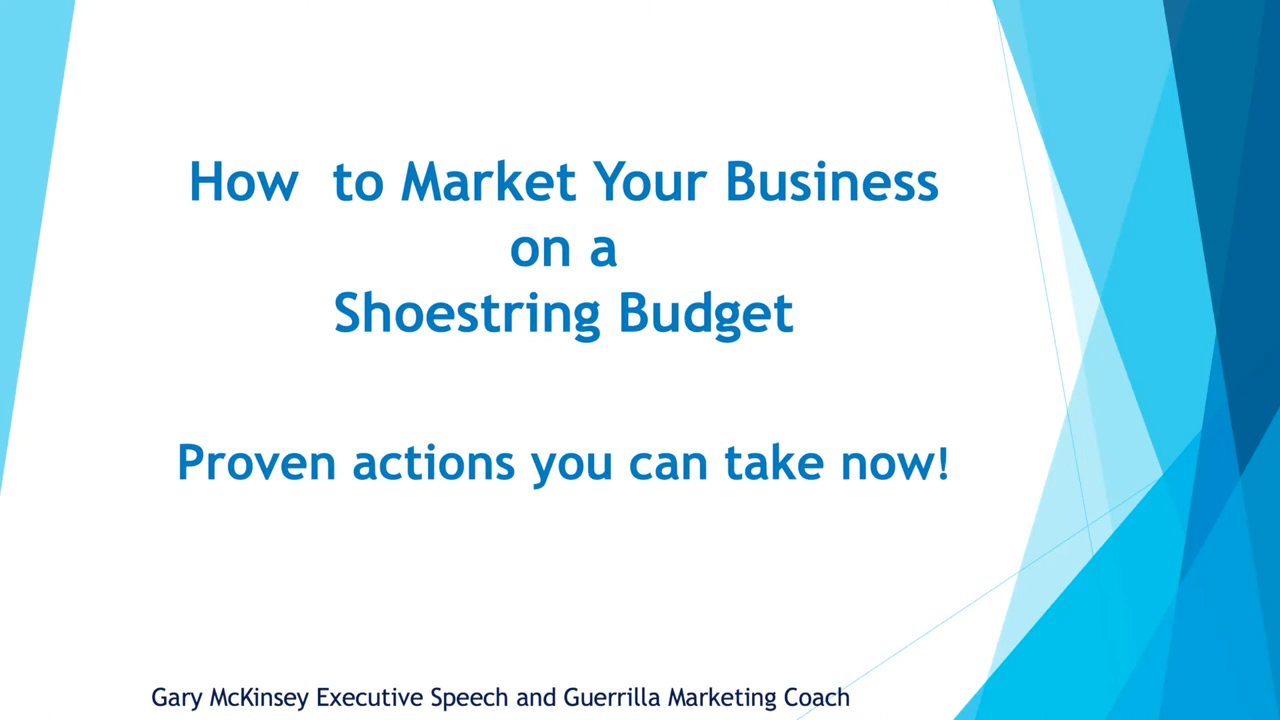 How  to Market Your Business
on a
Shoestring Budget
Proven actions you can take now!
Gary McKinsey Executive Speech and Guerrilla Marketing Coach